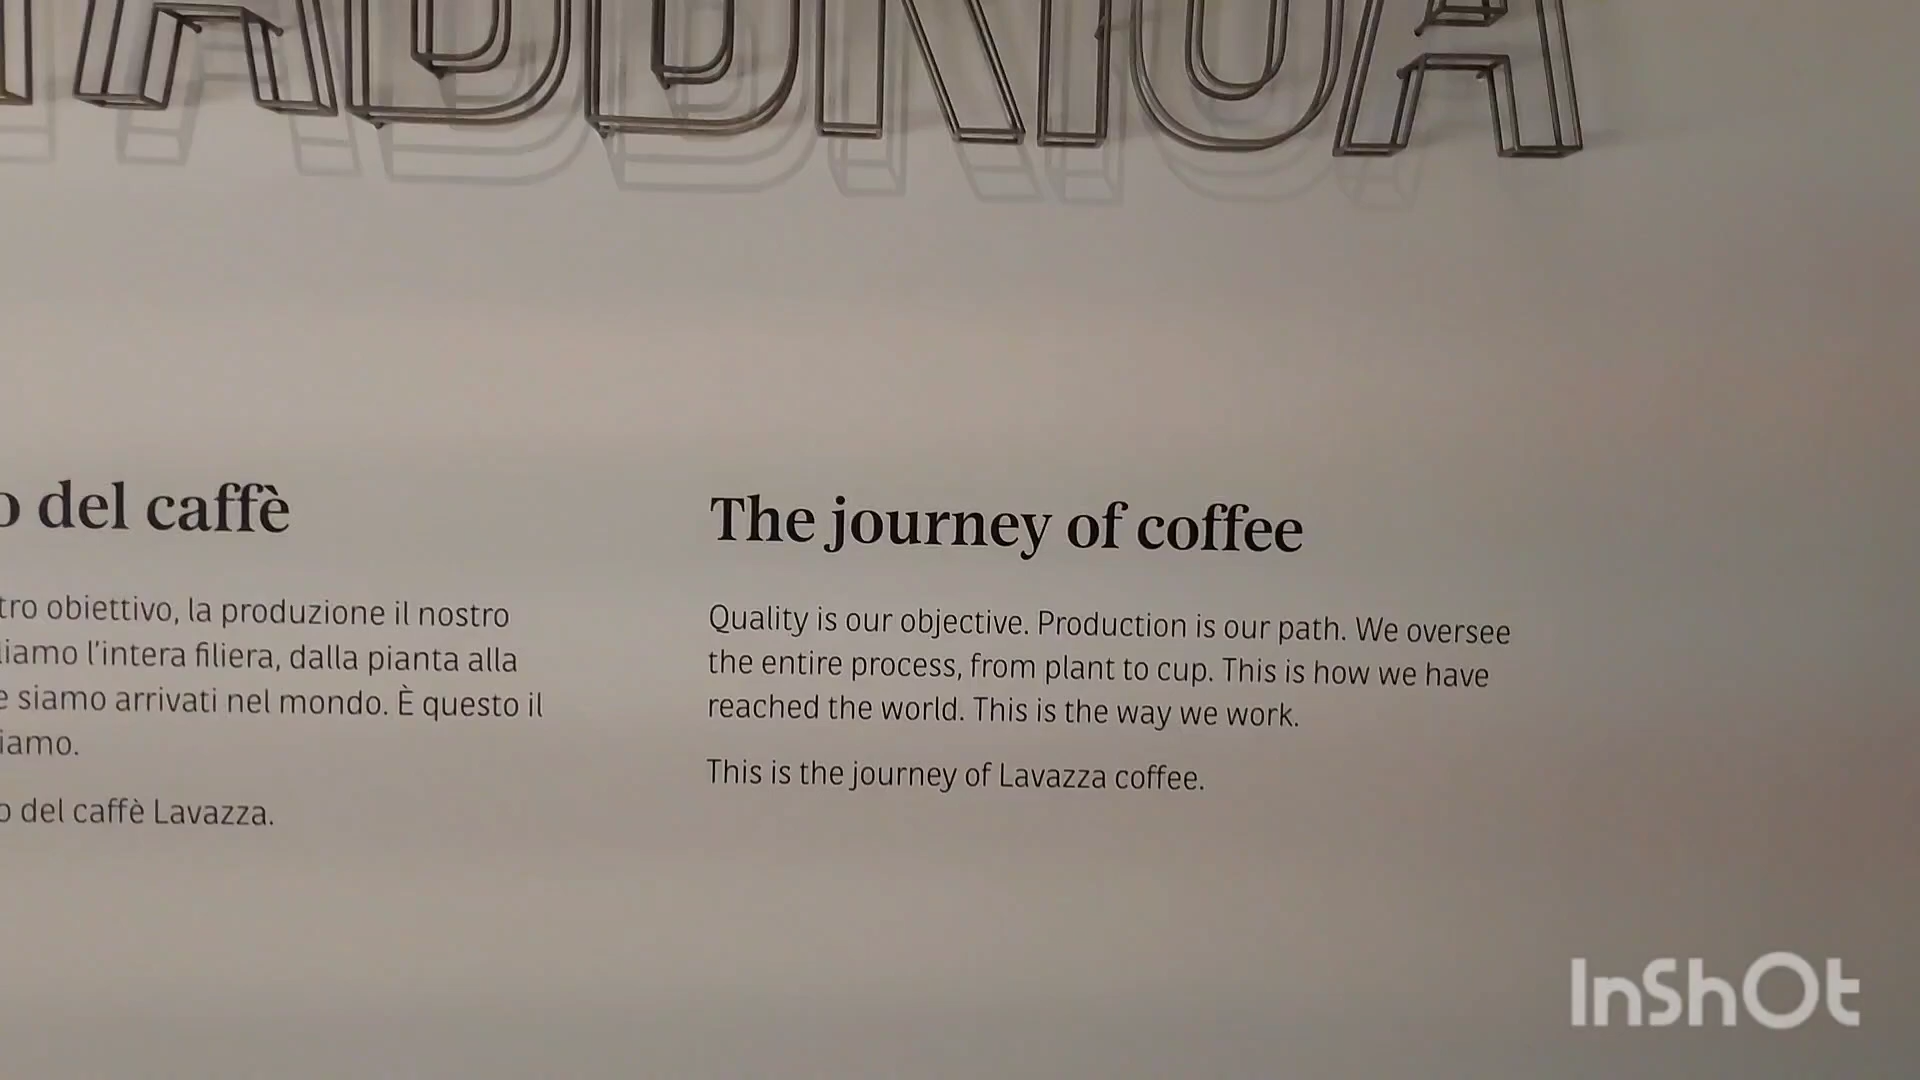 FABBRICA
del caffè
obiettivo, la produzione il nostro
l'intera filiera, dalla pianta alla
siamo arrivati nel mondo. È questo il
del caffè Lavazza.
The journey of coffee
Quality is our objective. Production is our path. We oversee
the entire process, from plant to cup. This is how we have
reached the world. This is the way we work.
This is the journey of Lavazza coffee.
InShOt